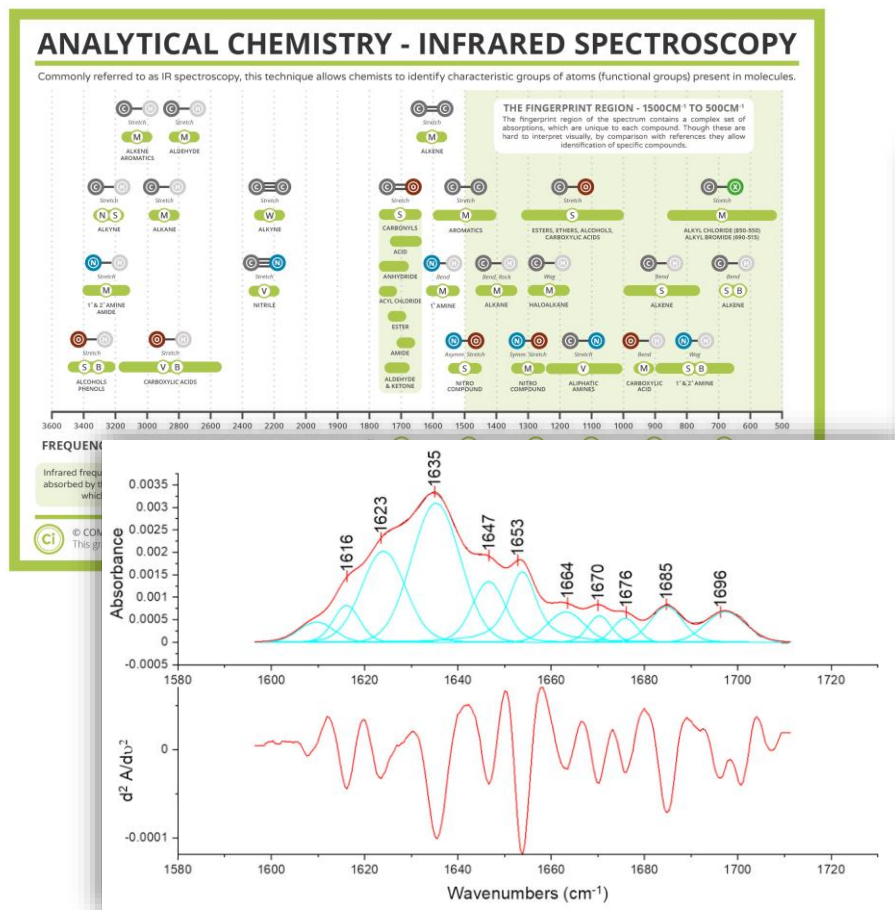 ANALYTICAL CHEMISTRY - INFRARED SPECTROSCOPY
Commonly referred to as IR spectroscopy, this technique allows chemists to identify characteristic groups of atoms (functional groups) present in molecules.
THE FINGERPRINT REGION - 1500CM⁻¹ TO 500CM⁻¹
The fingerprint region of the spectrum contains a complex set of
absorptions, which are unique to each compound. Though these are
hard to interpret visually, by comparison with references they allow
identification of specific compounds.
C H C H C C
Stretch Stretch Stretch
M M M
ALKENE ALDEHYDE ALKENE
AROMATICS
C H C H C C C O C C C O C X
Stretch Stretch Stretch Stretch Stretch Stretch Stretch
N S M W S M S M
ALKYNE ALKANE ALKYNE CARBONYLS AROMATICS ESTERS, ETHERS, ALCOHOLS, ALKYL CHLORIDE (850-550)
CARBOXYLIC ACIDS ALKYL BROMIDE (690-515)
ACID
N H C N N H C H C H C H C H
Stretch Stretch Bend Bend, Rock Wag Bend Bend
ANHYDRIDE
M V M M M S S B
1° & 2° AMINE NITRILE ACYL CHLORIDE 1° AMINE ALKANE HALOALKANE ALKENE ALKENE
AMIDE
ESTER
O H C H N O N O C N O H N H
Stretch Stretch AMIDE Asymm. Stretch Symm. Stretch Stretch Bend Wag
S B V B S M V M S B
ALCOHOLS CARBOXYLIC ACIDS ALDEHYDE NITRO NITRO ALIPHATIC CARBOXYLIC 1° & 2° AMINE
PHENOLS & KETONE COMPOUND COMPOUND AMINES ACID
3600 3400 3200 3000 2800 2600 2400 2200 2000 1900 1800 1700 1600 1500 1400 1300 1200 1100 1000 900 800 700 600 500
FREQUENC
Infrared frequ
absorbed by th
whic
Ci
© COM
This gr
Absorbance
0.0035
0.003
0.0025
0.002
0.0015
0.001
0.0005
0
-0.0005
1616 1623 1635 1647 1653 1664 1670 1676 1685 1696
1580 1600 1620 1640 1660 1680 1700 1720
d² A/dυ²
0
-0.0001
1580 1600 1620 1640 1660 1680 1700 1720
Wavenumbers (cm⁻¹)